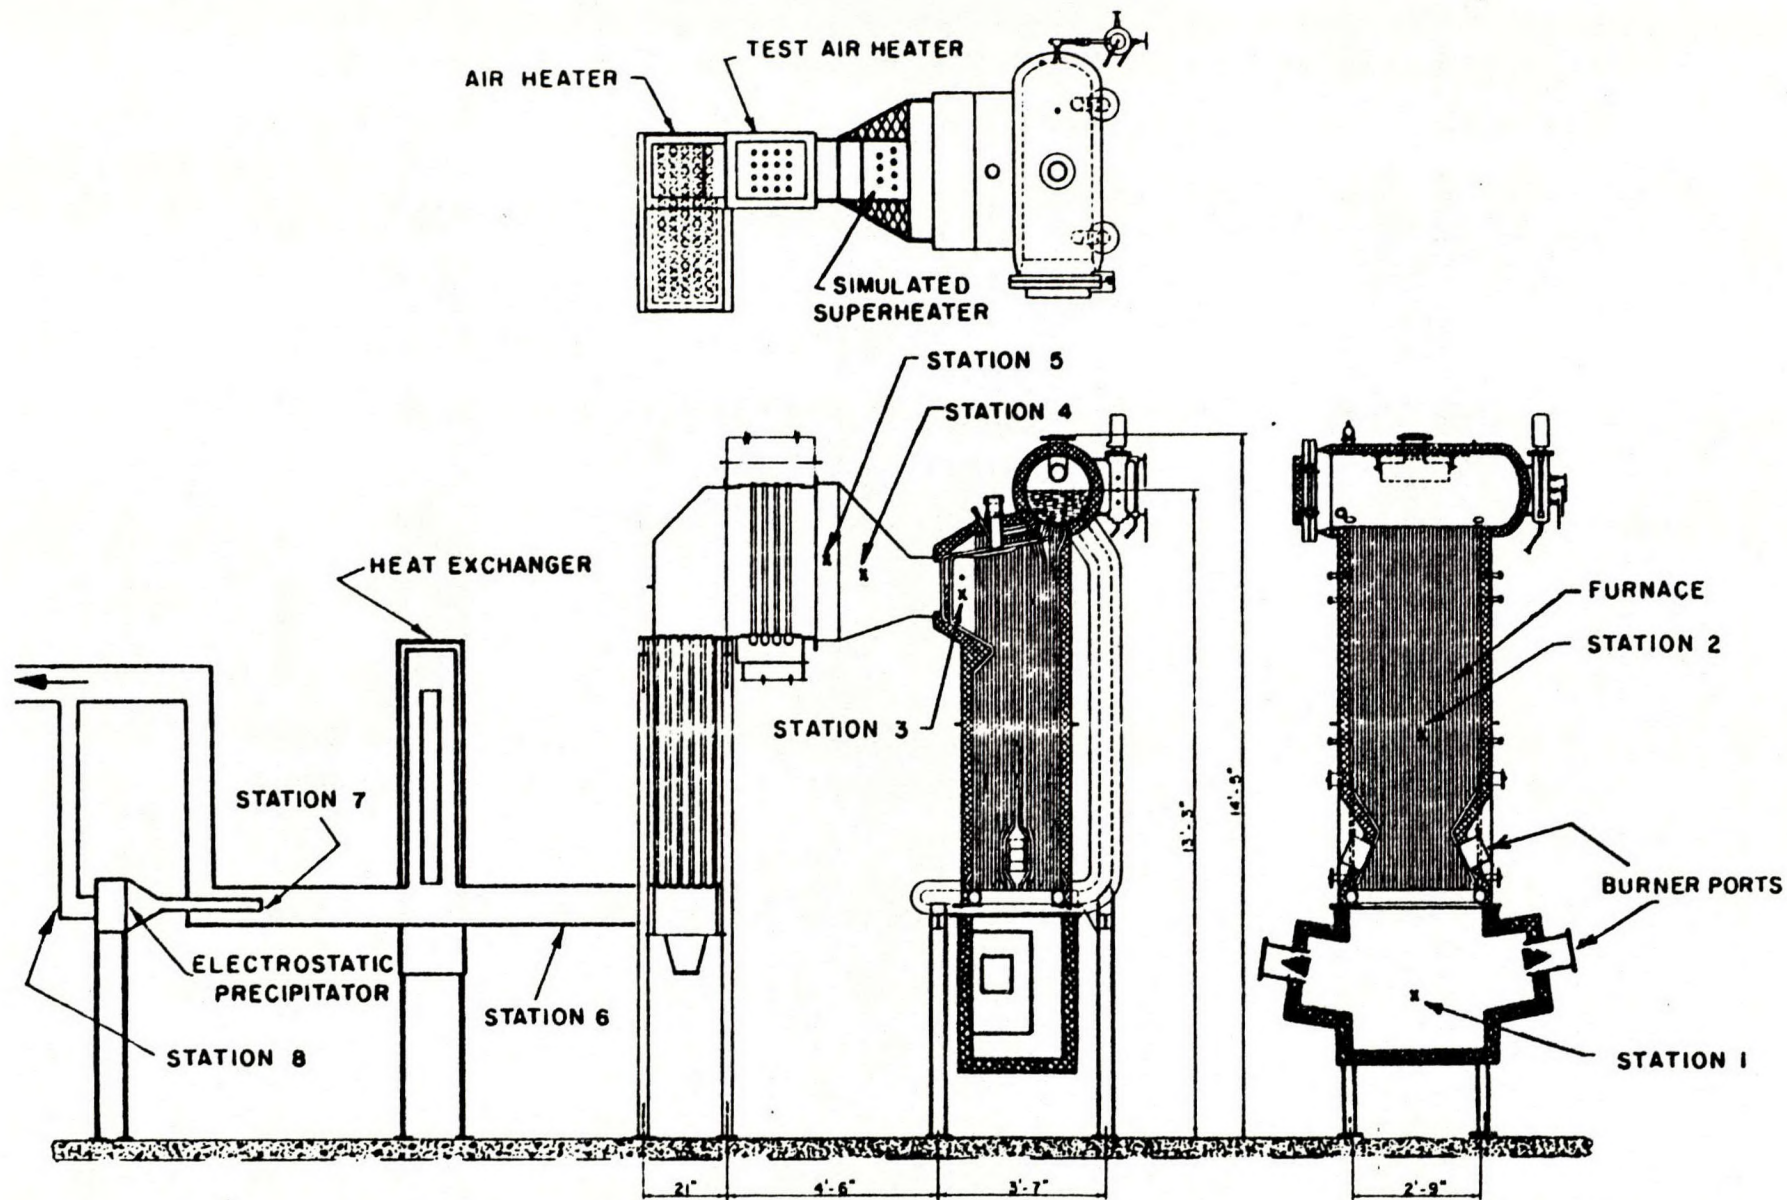 TEST AIR HEATER
AIR HEATER
SIMULATED
SUPERHEATER
STATION 5
STATION 4
HEAT EXCHANGER
FURNACE
STATION 2
STATION 3
STATION 7
13'-3"
14'-5"
BURNER PORTS
ELECTROSTATIC
PRECIPITATOR
STATION 6
STATION 8
STATION 1
21"
4'-6"
3'-7"
2'-9"